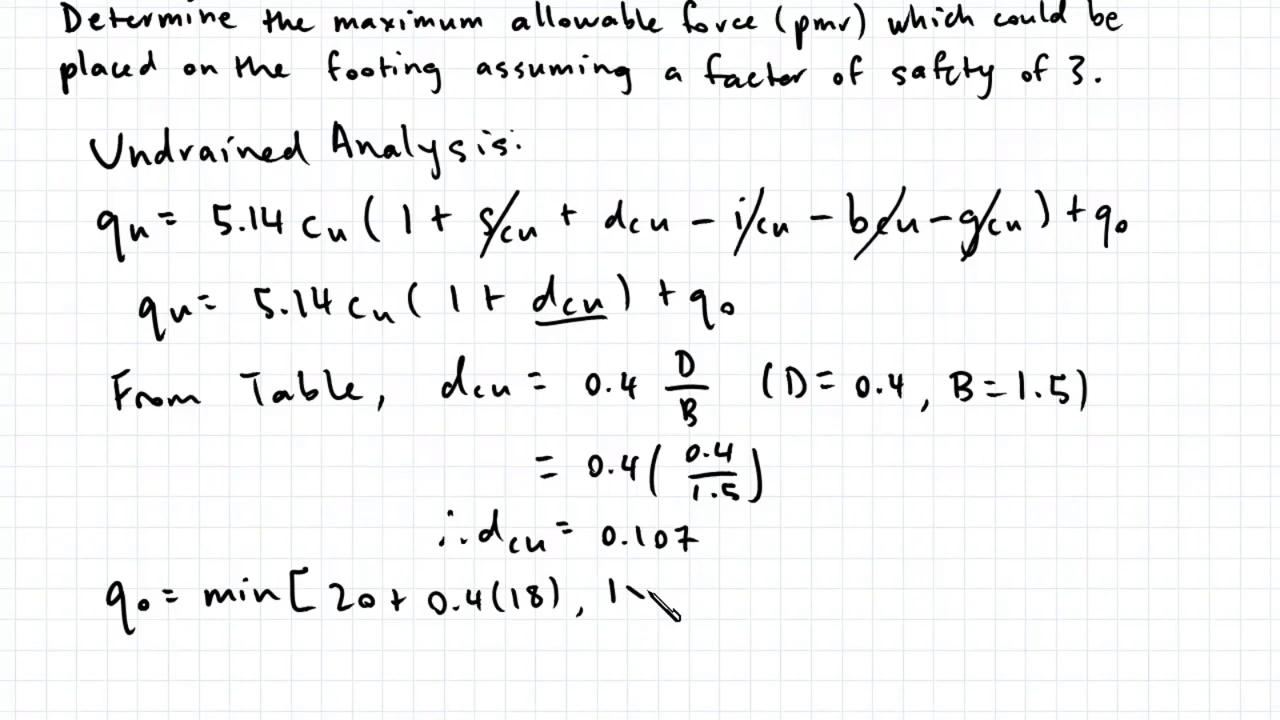 Determine the maximum allowable force (pmr) which could be
placed on the footing assuming a factor of safety of 3.
Undrained Analysis:
qu = 5.14 cu ( 1 + scu + dcu - icu - bcu - gcu ) + q0
qu = 5.14 cu ( 1 + dcu ) + q0
From Table, dcu = 0.4 D/B (D = 0.4, B = 1.5)
= 0.4 ( 0.4/1.5 )
∴ dcu = 0.107
q0 = min [ 20 + 0.4(18), 1